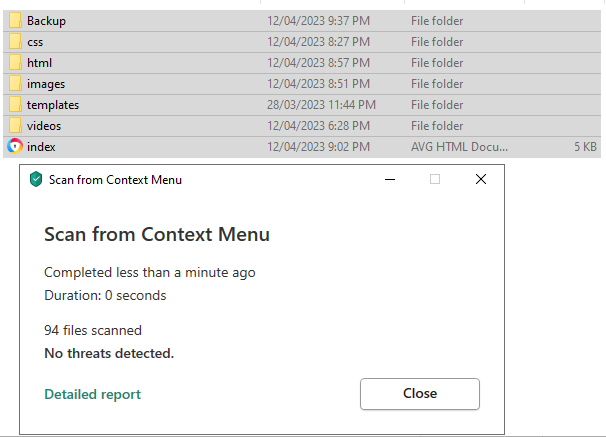 Backup 12/04/2023 9:37 PM File folder
css 12/04/2023 8:27 PM File folder
html 12/04/2023 8:57 PM File folder
images 12/04/2023 8:51 PM File folder
templates 28/03/2023 11:44 PM File folder
videos 12/04/2023 6:28 PM File folder
index 12/04/2023 9:02 PM AVG HTML Docu... 5 KB
Scan from Context Menu
Scan from Context Menu
Completed less than a minute ago
Duration: 0 seconds
94 files scanned
No threats detected.
Detailed report Close